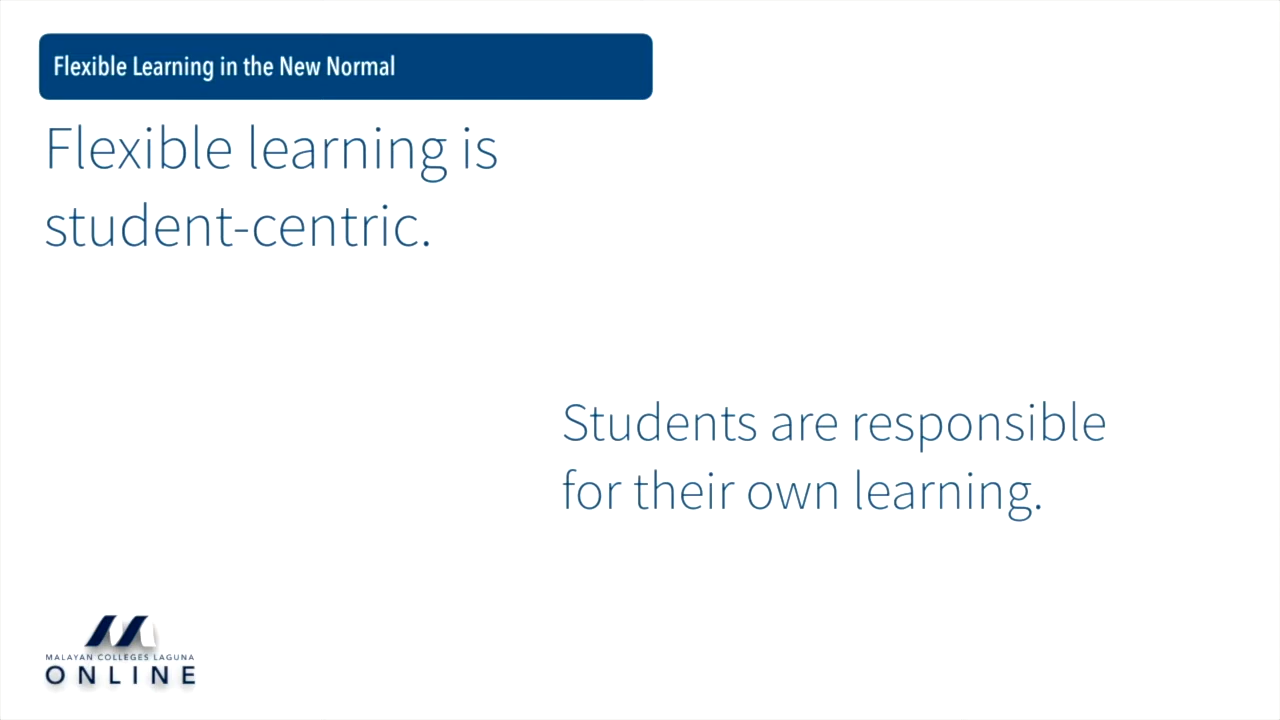 Flexible Learning in the New Normal
Flexible learning is
student-centric.
Students are responsible
for their own learning.
MALAYAN COLLEGES LAGUNA
ONLINE